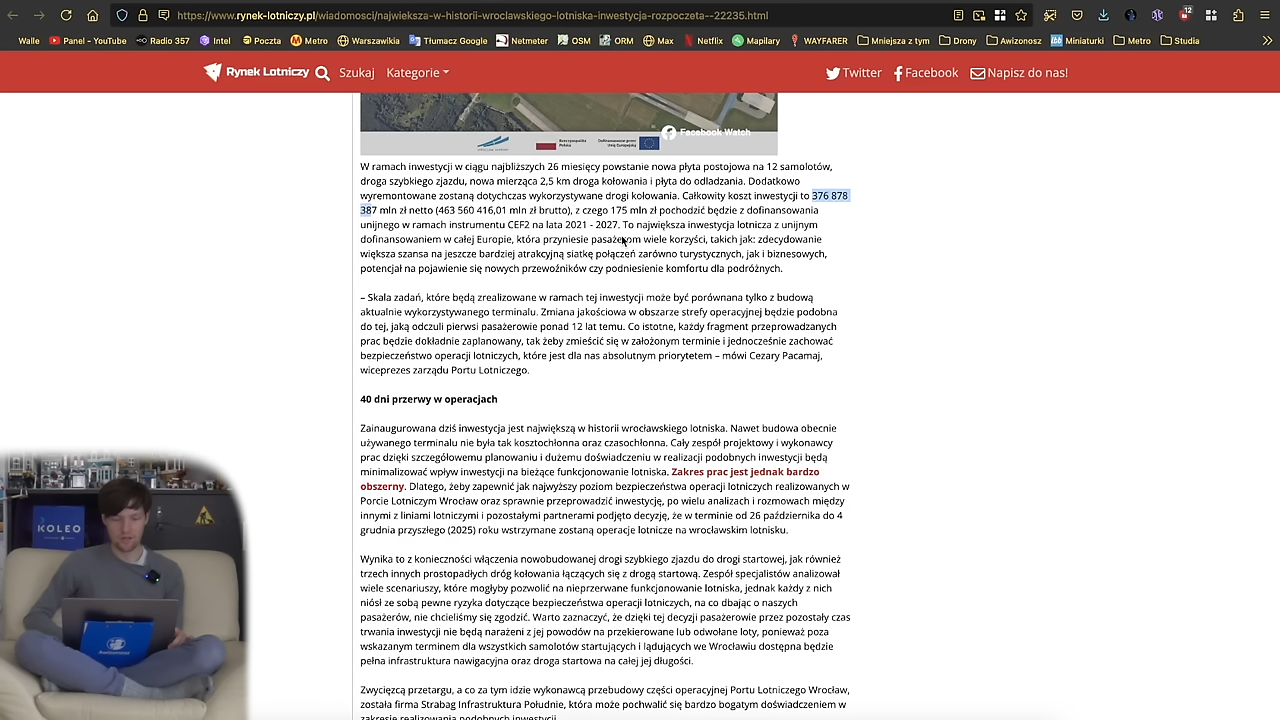 https://www.rynek-lotniczy.pl/wiadomosci/najwieksza-w-historii-wroclawskiego-lotniska-inwestycja-rozpoczeta--22235.html
12
Walle Panel - YouTube Radio 357 Intel Poczta Metro Warszawikia Tłumacz Google Netmeter OSM ORM Max Netflix Mapilary WAYFARER Mniejsza z tym Drony Awizonosz Miniaturki Metro Studia
Rynek Lotniczy Szukaj Kategorie Twitter Facebook Napisz do nas!
Facebook Watch
Rzeczpospolita
Polska
Dofinansowane przez
Unię Europejską
W ramach inwestycji w ciągu najbliższych 26 miesięcy powstanie nowa płyta postojowa na 12 samolotów,
droga szybkiego zjazdu, nowa mierząca 2,5 km droga kołowania i płyta do odladzania. Dodatkowo
wyremontowane zostaną dotychczas wykorzystywane drogi kołowania. Całkowity koszt inwestycji to 376 878
387 mln zł netto (463 560 416,01 mln zł brutto), z czego 175 mln zł pochodzić będzie z dofinansowania
unijnego w ramach instrumentu CEF2 na lata 2021 - 2027. To największa inwestycja lotnicza z unijnym
dofinansowaniem w całej Europie, która przyniesie pasażerom wiele korzyści, takich jak: zdecydowanie
większa szansa na jeszcze bardziej atrakcyjną siatkę połączeń zarówno turystycznych, jak i biznesowych,
potencjał na pojawienie się nowych przewoźników czy podniesienie komfortu dla podróżnych.
– Skala zadań, które będą zrealizowane w ramach tej inwestycji może być porównana tylko z budową
aktualnie wykorzystywanego terminalu. Zmiana jakościowa w obszarze strefy operacyjnej będzie podobna
do tej, jaką odczuli pierwsi pasażerowie ponad 12 lat temu. Co istotne, każdy fragment przeprowadzanych
prac będzie dokładnie zaplanowany, tak żeby zmieścić się w założonym terminie i jednocześnie zachować
bezpieczeństwo operacji lotniczych, które jest dla nas absolutnym priorytetem – mówi Cezary Pacamaj,
wiceprezes zarządu Portu Lotniczego.
40 dni przerwy w operacjach
Zainaugurowana dziś inwestycja jest największą w historii wrocławskiego lotniska. Nawet budowa obecnie
używanego terminalu nie była tak kosztochłonna oraz czasochłonna. Cały zespół projektowy i wykonawcy
prac dzięki szczegółowemu planowaniu i dużemu doświadczeniu w realizacji podobnych inwestycji będą
minimalizować wpływ inwestycji na bieżące funkcjonowanie lotniska. Zakres prac jest jednak bardzo
obszerny. Dlatego, żeby zapewnić jak najwyższy poziom bezpieczeństwa operacji lotniczych realizowanych w
Porcie Lotniczym Wrocław oraz sprawnie przeprowadzić inwestycję, po wielu analizach i rozmowach między
innymi z liniami lotniczymi i pozostałymi partnerami podjęto decyzję, że w terminie od 26 października do 4
grudnia przyszłego (2025) roku wstrzymane zostaną operacje lotnicze na wrocławskim lotnisku.
Wynika to z konieczności włączenia nowobudowanej drogi szybkiego zjazdu do drogi startowej, jak również
trzech innych prostopadłych dróg kołowania łączących się z drogą startową. Zespół specjalistów analizował
wiele scenariuszy, które mogłyby pozwolić na nieprzerwane funkcjonowanie lotniska, jednak każdy z nich
niósł ze sobą pewne ryzyka dotyczące bezpieczeństwa operacji lotniczych, na co dbając o naszych
pasażerów, nie chcieliśmy się zgodzić. Warto zaznaczyć, że dzięki tej decyzji pasażerowie przez pozostały czas
trwania inwestycji nie będą narażeni z jej powodów na przekierowane lub odwołane loty, ponieważ poza
wskazanym terminem dla wszystkich samolotów startujących i lądujących we Wrocławiu dostępna będzie
pełna infrastruktura nawigacyjna oraz droga startowa na całej jej długości.
Zwycięzcą przetargu, a co za tym idzie wykonawcą przebudowy części operacyjnej Portu Lotniczego Wrocław,
została firma Strabag Infrastruktura Południe, która może pochwalić się bardzo bogatym doświadczeniem w
zakresie realizowania podobnych inwestycji.
KOLEO